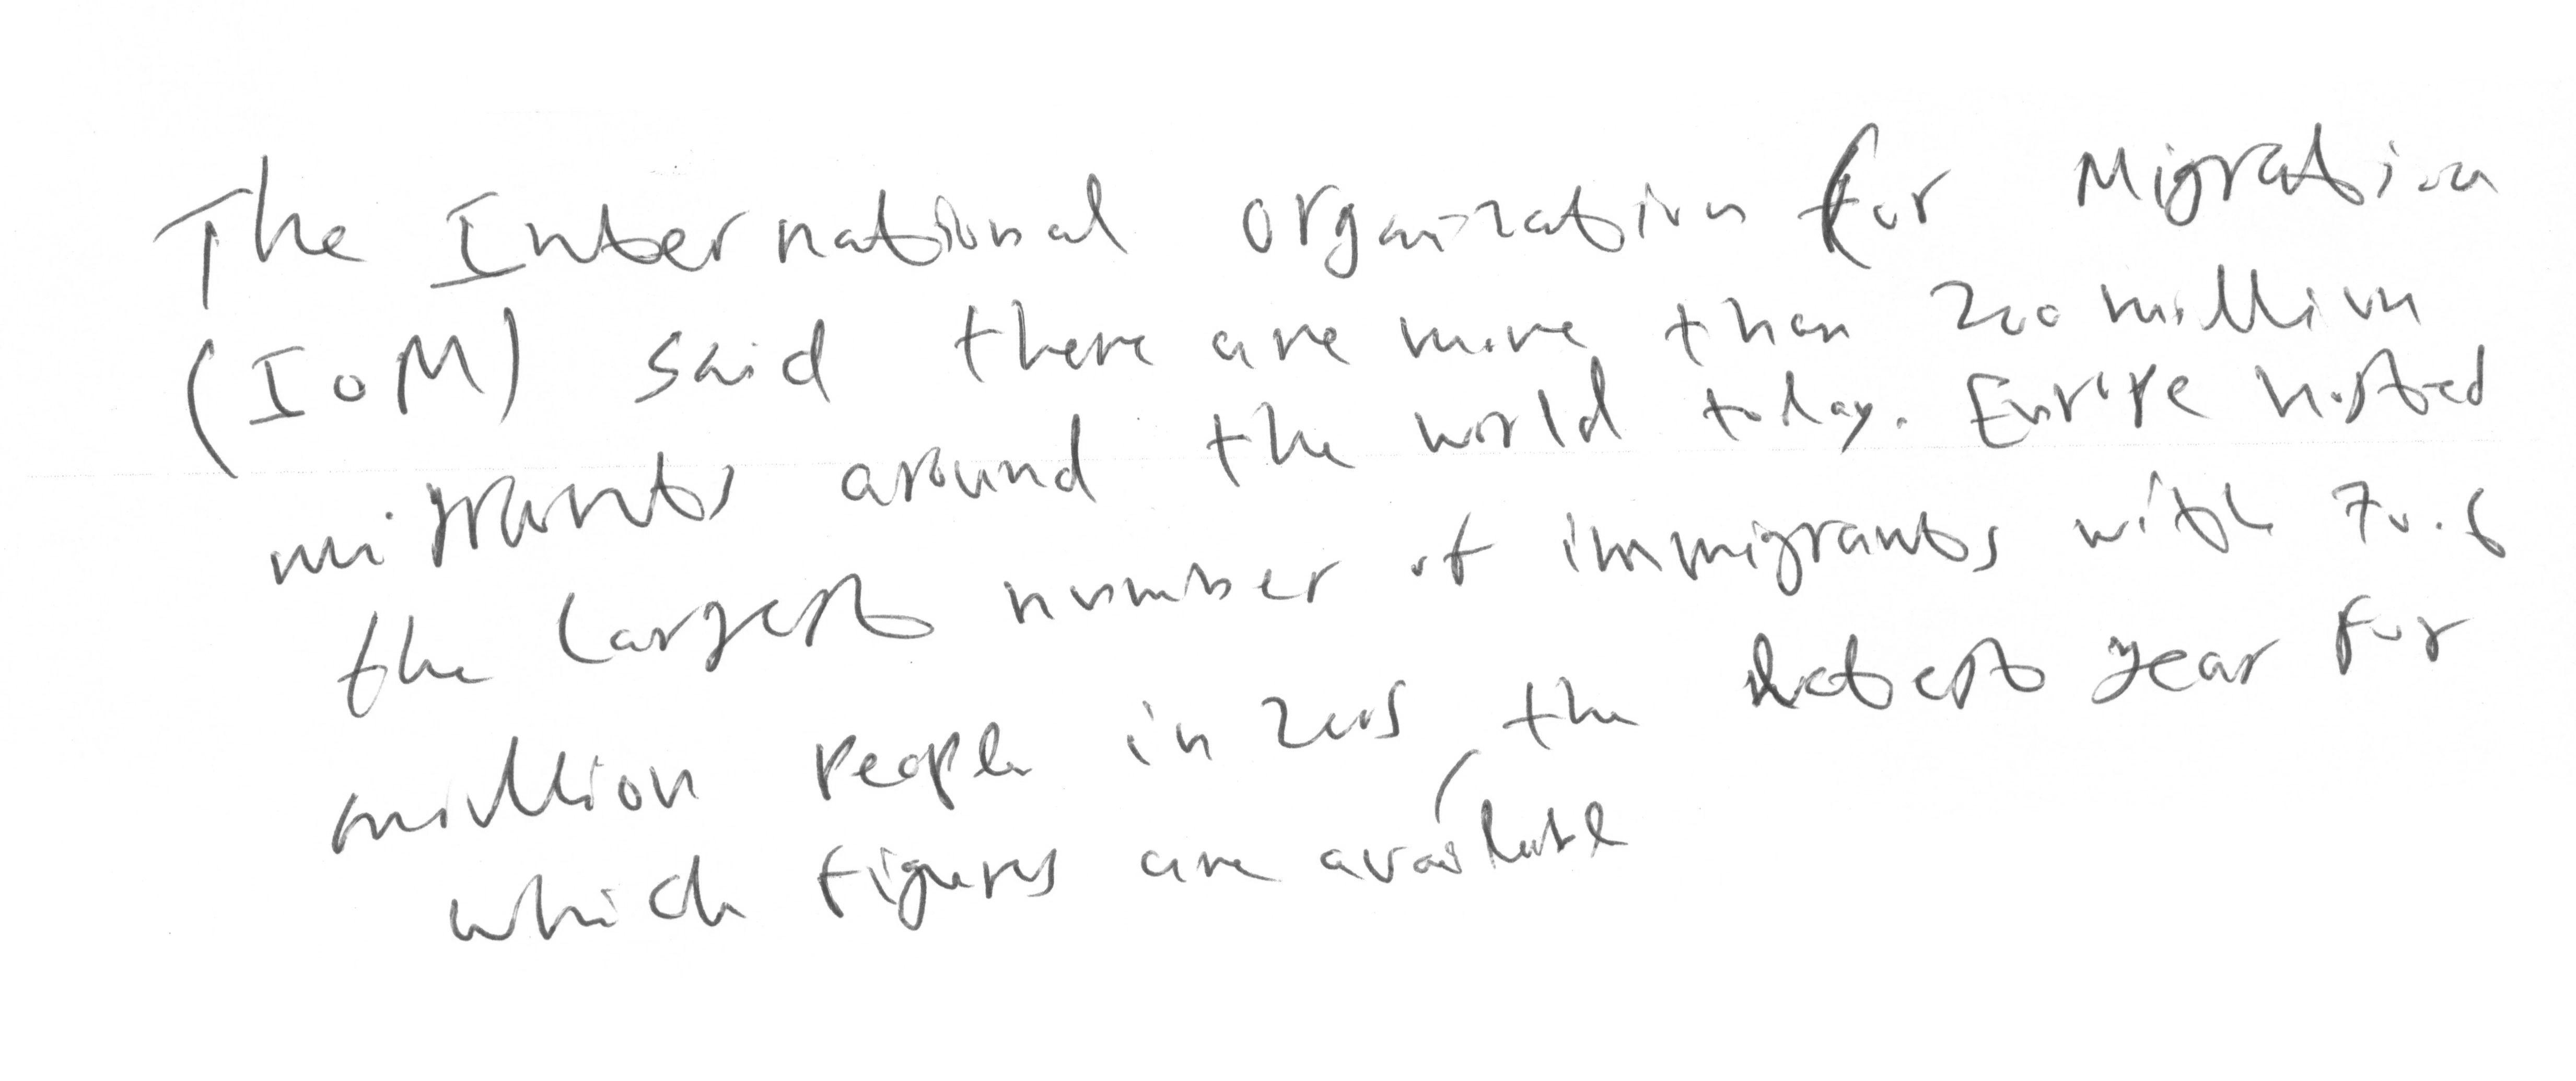 The International Organization for Migration
(IOM) said there are more than 200 million
migrants around the world today. Europe hosted
the largest number of immigrants with 70.6
million people in 2005, the latest year for
which figures are available